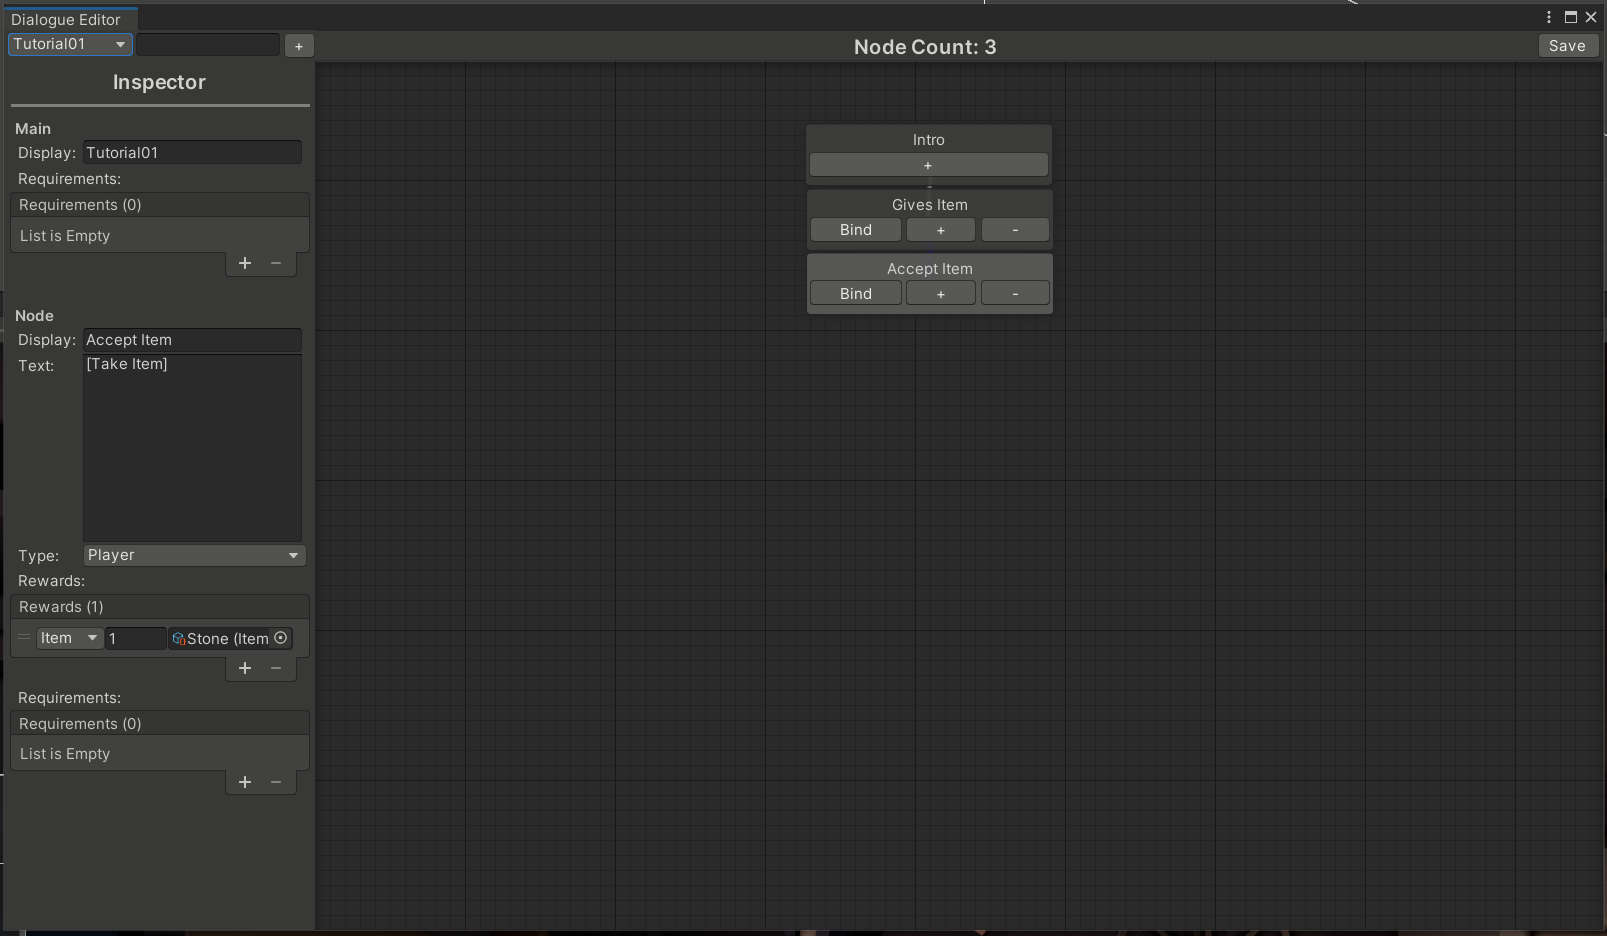 Dialogue Editor
Tutorial01
+
Node Count: 3
Save
Inspector
Main
Display: Tutorial01
Requirements:
Requirements (0)
List is Empty
+ −
Node
Display: Accept Item
Text: [Take Item]
Type: Player
Rewards:
Rewards (1)
Item 1 Stone (Item
+ −
Requirements:
Requirements (0)
List is Empty
+ −
Intro
+
Gives Item
Bind + -
Accept Item
Bind + -